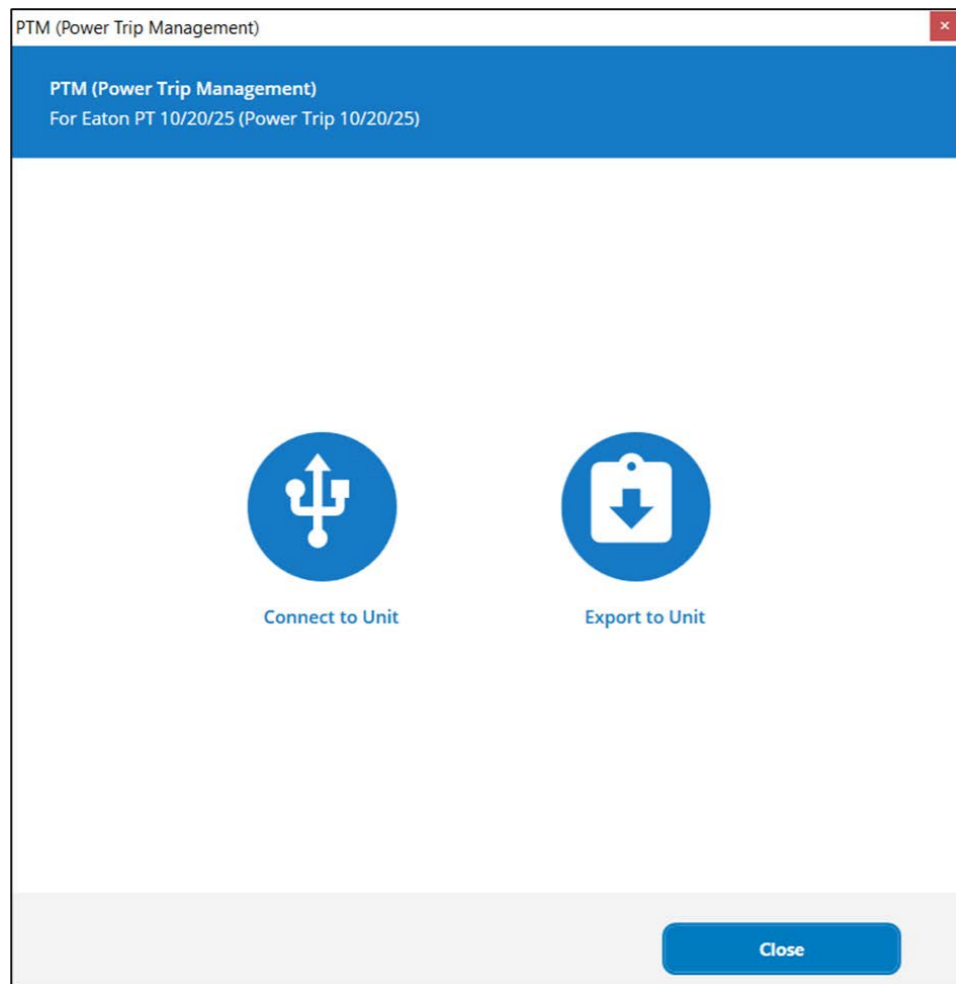 PTM (Power Trip Management)
PTM (Power Trip Management)
For Eaton PT 10/20/25 (Power Trip 10/20/25)
Connect to Unit
Export to Unit
Close